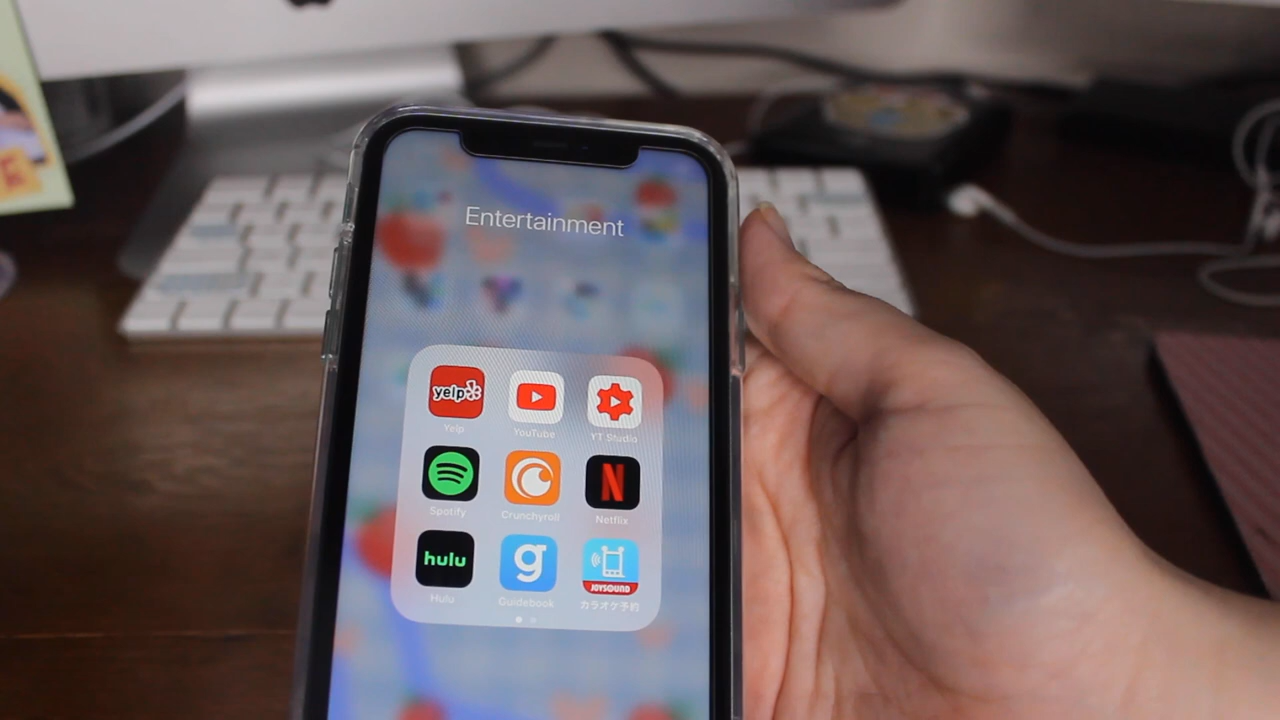 Entertainment
yelp
Yelp
YouTube
YT Studio
Spotify
Crunchyroll
N
Netflix
hulu
Hulu
g
Guidebook
JOYSOUND
カラオケ予約